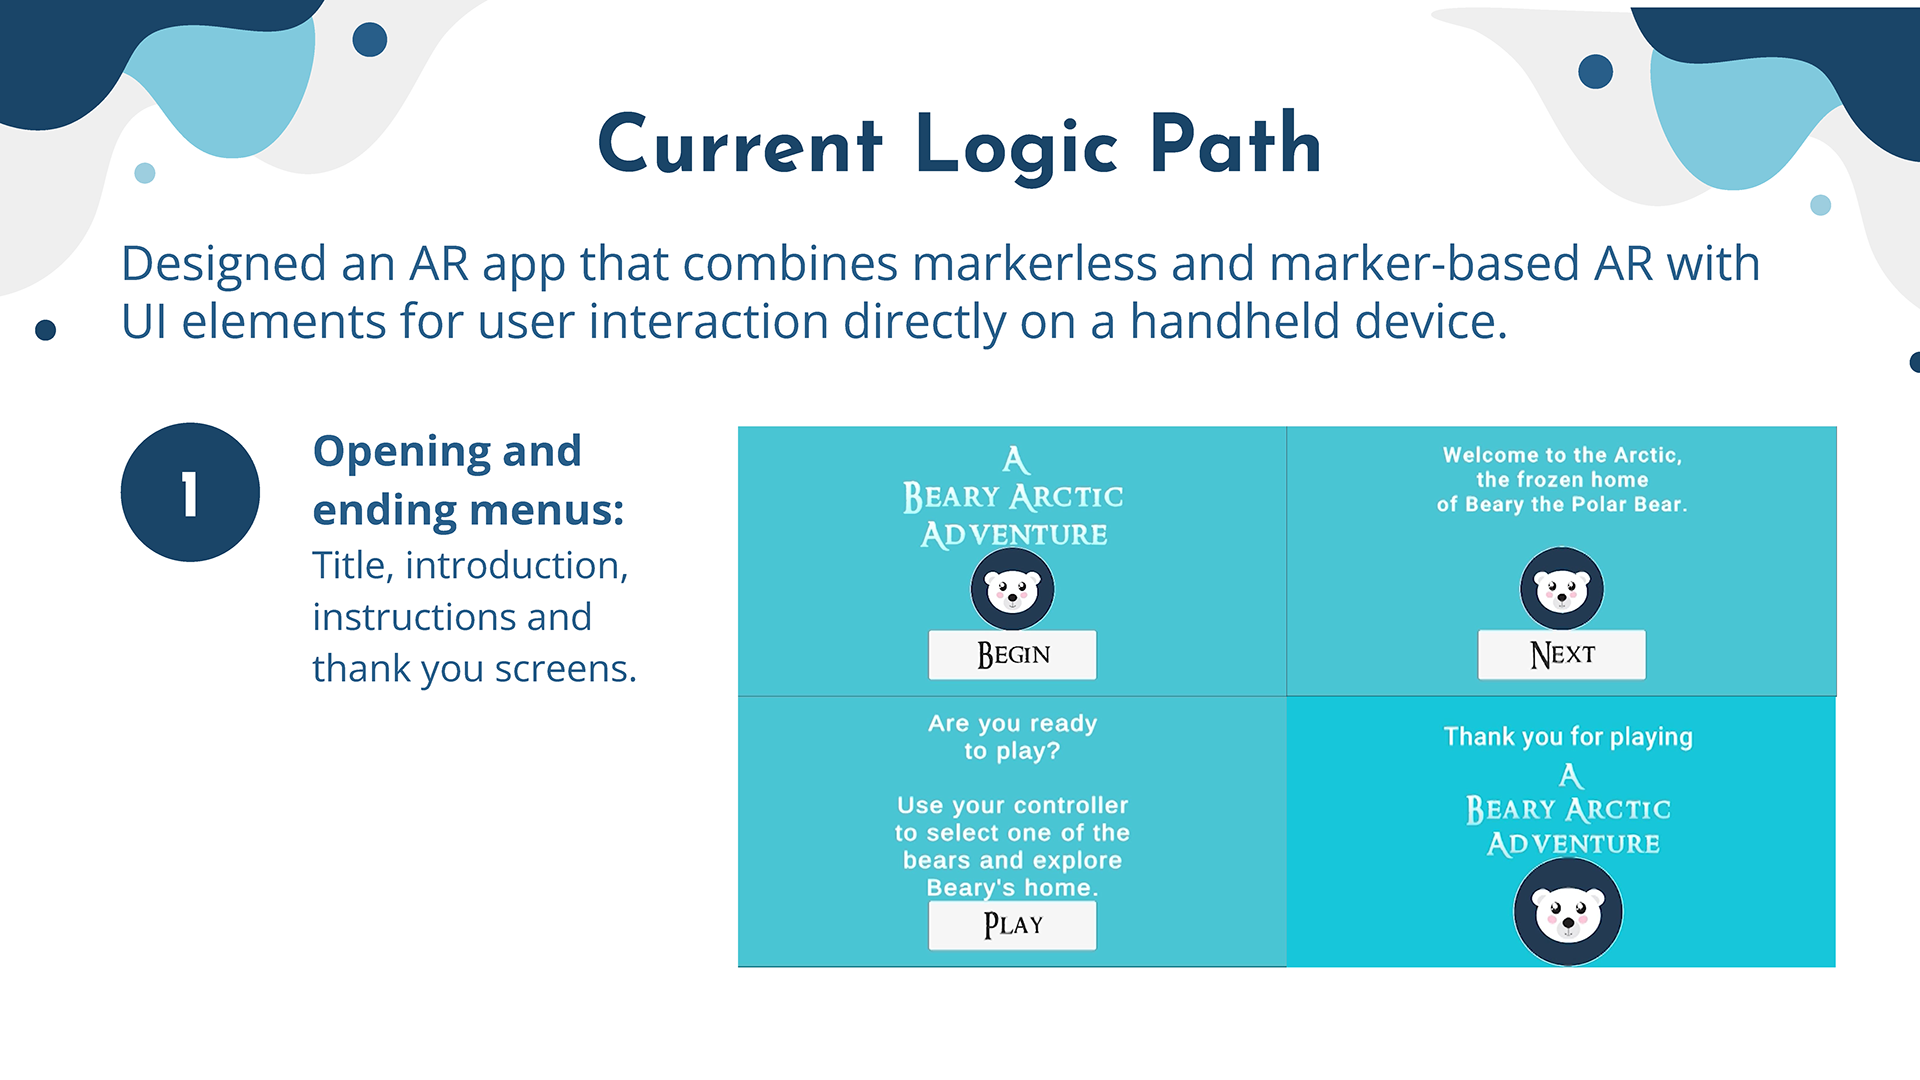 Current Logic Path
Designed an AR app that combines markerless and marker-based AR with
UI elements for user interaction directly on a handheld device.
1
Opening and
ending menus:
Title, introduction,
instructions and
thank you screens.
A
Beary Arctic
Adventure
Begin
Welcome to the Arctic,
the frozen home
of Beary the Polar Bear.
Next
Are you ready
to play?
Use your controller
to select one of the
bears and explore
Beary's home.
Play
Thank you for playing
A
Beary Arctic
Adventure